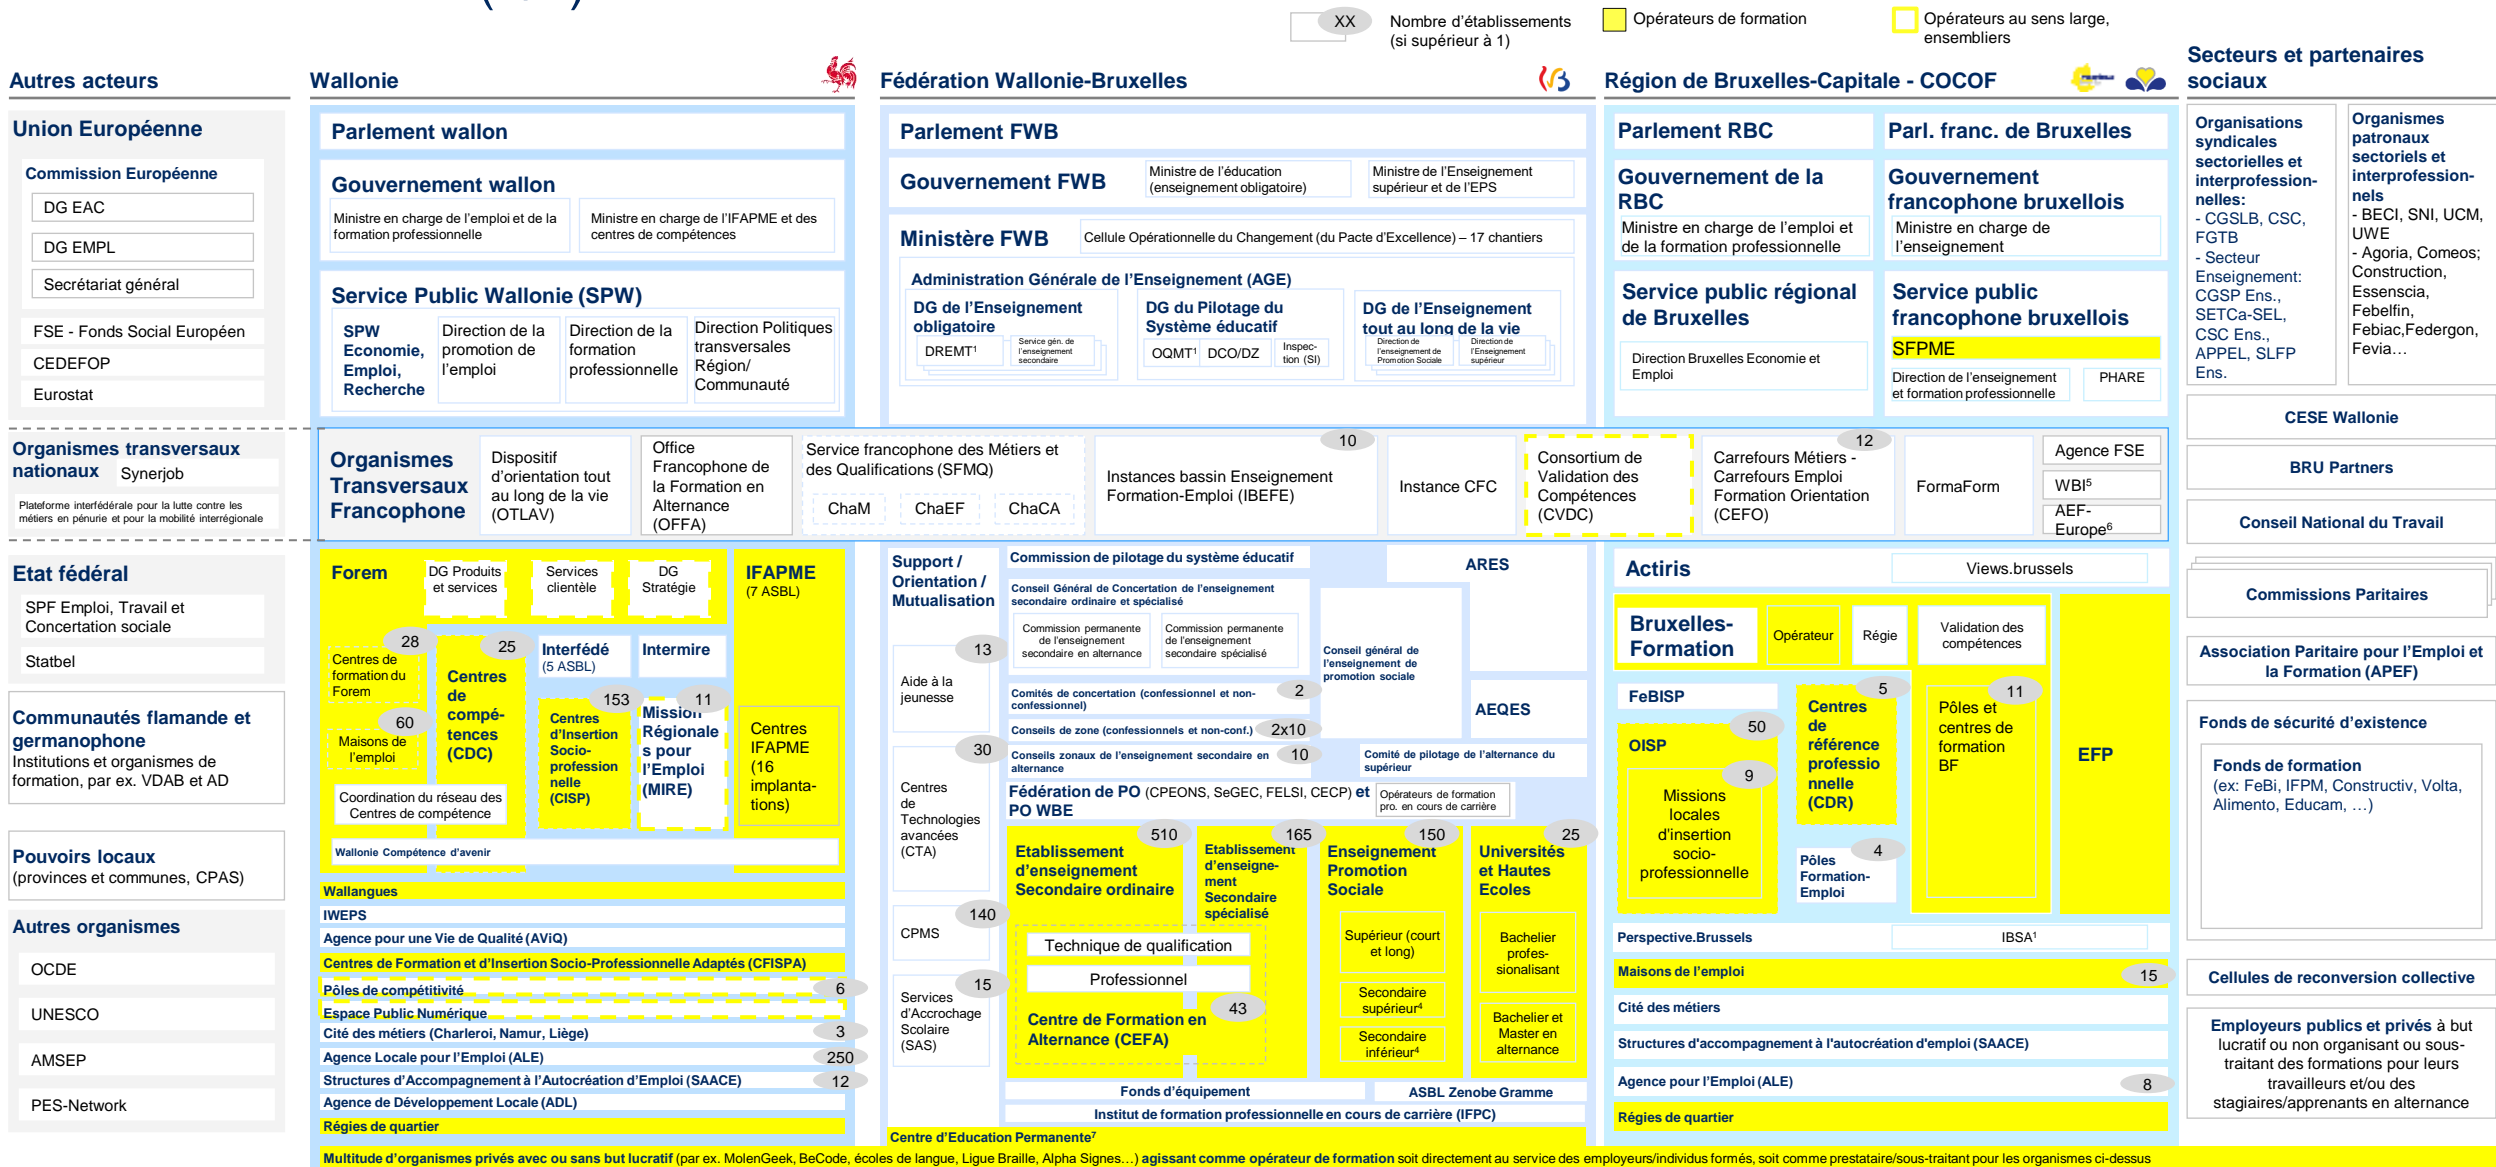 XX
Nombre d'établissements
(si supérieur à 1)
Opérateurs de formation
Opérateurs au sens large,
ensembliers
Autres acteurs
Union Européenne
Commission Européenne
DG EAC
DG EMPL
Secrétariat général
FSE - Fonds Social Européen
CEDEFOP
Eurostat
Organismes transversaux
nationaux
Synerjob
Plateforme interfédérale pour la lutte contre les
métiers en pénurie et pour la mobilité interrégionale
Etat fédéral
SPF Emploi, Travail et
Concertation sociale
Statbel
Communautés flamande et
germanophone
Institutions et organismes de
formation, par ex. VDAB et AD
Pouvoirs locaux
(provinces et communes, CPAS)
Autres organismes
OCDE
UNESCO
AMSEP
PES-Network
Wallonie
Parlement wallon
Gouvernement wallon
Ministre en charge de l'emploi et de la
formation professionnelle
Ministre en charge de l'IFAPME et des
centres de compétences
Service Public Wallonie (SPW)
SPW
Economie,
Emploi,
Recherche
Direction de la
promotion de
l'emploi
Direction de la
formation
professionnelle
Direction Politiques
transversales
Région/
Communauté
Fédération Wallonie-Bruxelles
Parlement FWB
Gouvernement FWB
Ministre de l'éducation
(enseignement obligatoire)
Ministre de l'Enseignement
supérieur et de l'EPS
Ministère FWB
Cellule Opérationnelle du Changement (du Pacte d'Excellence) – 17 chantiers
Administration Générale de l'Enseignement (AGE)
DG de l'Enseignement
obligatoire
DREMT¹
Service gén. de
l'enseignement
secondaire
DG du Pilotage du
Système éducatif
OQMT¹
DCO/DZ
Inspec-
tion (SI)
DG de l'Enseignement
tout au long de la vie
Direction de
l'enseignement de
Promotion Sociale
Direction de
l'Enseignement
supérieur
Région de Bruxelles-Capitale - COCOF
Parlement RBC
Parl. franc. de Bruxelles
Gouvernement de la
RBC
Ministre en charge de l'emploi et
de la formation professionnelle
Gouvernement
francophone bruxellois
Ministre en charge de
l'enseignement
Service public régional
de Bruxelles
Direction Bruxelles Economie et
Emploi
Service public
francophone bruxellois
SFPME
Direction de l'enseignement
et formation professionnelle
PHARE
Organismes
Transversaux
Francophone
Dispositif
d'orientation tout
au long de la vie
(OTLAV)
Office
Francophone de
la Formation en
Alternance
(OFFA)
Service francophone des Métiers et
des Qualifications (SFMQ)
ChaM
ChaEF
ChaCA
10
Instances bassin Enseignement
Formation-Emploi (IBEFE)
Instance CFC
Consortium de
Validation des
Compétences
(CVDC)
12
Carrefours Métiers -
Carrefours Emploi
Formation Orientation
(CEFO)
FormaForm
Agence FSE
WBI⁵
AEF-
Europe⁶
Forem
DG Produits
et services
Services
clientèle
DG
Stratégie
28
Centres de
formation du
Forem
60
Maisons de
l'emploi
25
Centres
de
compé-
tences
(CDC)
Coordination du réseau des
Centres de compétence
Interfédé
(5 ASBL)
Intermire
153
Centres
d'Insertion
Socio-
profession
nelle
(CISP)
11
Mission
Régionale
s pour
l'Emploi
(MIRE)
IFAPME
(7 ASBL)
Centres
IFAPME
(16
implanta-
tions)
Wallonie Compétence d'avenir
Wallangues
IWEPS
Agence pour une Vie de Qualité (AViQ)
Centres de Formation et d'Insertion Socio-Professionnelle Adaptés (CFISPA)
Pôles de compétitivité
6
Espace Public Numérique
Cité des métiers (Charleroi, Namur, Liège)
3
Agence Locale pour l'Emploi (ALE)
250
Structures d'Accompagnement à l'Autocréation d'Emploi (SAACE)
12
Agence de Développement Locale (ADL)
Régies de quartier
Support /
Orientation /
Mutualisation
13
Aide à la
jeunesse
30
Centres
de
Technologies
avancées
(CTA)
140
CPMS
15
Services
d'Accrochage
Scolaire
(SAS)
Commission de pilotage du système éducatif
Conseil Général de Concertation de l'enseignement
secondaire ordinaire et spécialisé
Commission permanente
de l'enseignement
secondaire en alternance
Commission permanente
de l'enseignement
secondaire spécialisé
Comités de concertation (confessionnel et non-
confessionnel)
2
Conseils de zone (confessionnels et non-conf.)
2x10
Conseils zonaux de l'enseignement secondaire en
alternance
10
Conseil général de
l'enseignement de
promotion sociale
ARES
AEQES
Comité de pilotage de l'alternance du
supérieur
Fédération de PO (CPEONS, SeGEC, FELSI, CECP) et
PO WBE
Opérateurs de formation
pro. en cours de carrière
510
Etablissement
d'enseignement
Secondaire ordinaire
165
Etablissement
d'enseigne-
ment
Secondaire
spécialisé
Technique de qualification
Professionnel
43
Centre de Formation en
Alternance (CEFA)
150
Enseignement
Promotion
Sociale
Supérieur (court
et long)
Secondaire
supérieur⁴
Secondaire
inférieur⁴
25
Universités
et Hautes
Ecoles
Bachelier
profes-
sionalisant
Bachelier et
Master en
alternance
Fonds d'équipement
ASBL Zenobe Gramme
Institut de formation professionnelle en cours de carrière (IFPC)
Centre d'Education Permanente⁷
Actiris
Views.brussels
Bruxelles-
Formation
Opérateur
Régie
Validation des
compétences
FeBISP
50
OISP
9
Missions
locales
d'insertion
socio-
professionnelle
5
Centres
de
référence
professio
nnelle
(CDR)
4
Pôles
Formation-
Emploi
11
Pôles et
centres de
formation
BF
EFP
Perspective.Brussels
IBSA¹
Maisons de l'emploi
15
Cité des métiers
Structures d'accompagnement à l'autocréation d'emploi (SAACE)
Agence pour l'Emploi (ALE)
8
Régies de quartier
Secteurs et partenaires
sociaux
Organisations
syndicales
sectorielles et
interprofession-
nelles:
- CGSLB, CSC,
FGTB
- Secteur
Enseignement:
CGSP Ens.,
SETCa-SEL,
CSC Ens.,
APPEL, SLFP
Ens.
Organismes
patronaux
sectoriels et
interprofession-
nels
- BECI, SNI, UCM,
UWE
- Agoria, Comeos;
Construction,
Essenscia,
Febelfin,
Febiac,Federgon,
Fevia…
CESE Wallonie
BRU Partners
Conseil National du Travail
Commissions Paritaires
Association Paritaire pour l'Emploi et
la Formation (APEF)
Fonds de sécurité d'existence
Fonds de formation
(ex: FeBi, IFPM, Constructiv, Volta,
Alimento, Educam, …)
Cellules de reconversion collective
Employeurs publics et privés à but
lucratif ou non organisant ou sous-
traitant des formations pour leurs
travailleurs et/ou des
stagiaires/apprenants en alternance
Multitude d'organismes privés avec ou sans but lucratif (par ex. MolenGeek, BeCode, écoles de langue, Ligue Braille, Alpha Signes…) agissant comme opérateur de formation soit directement au service des employeurs/individus formés, soit comme prestataire/sous-traitant pour les organismes ci-dessus